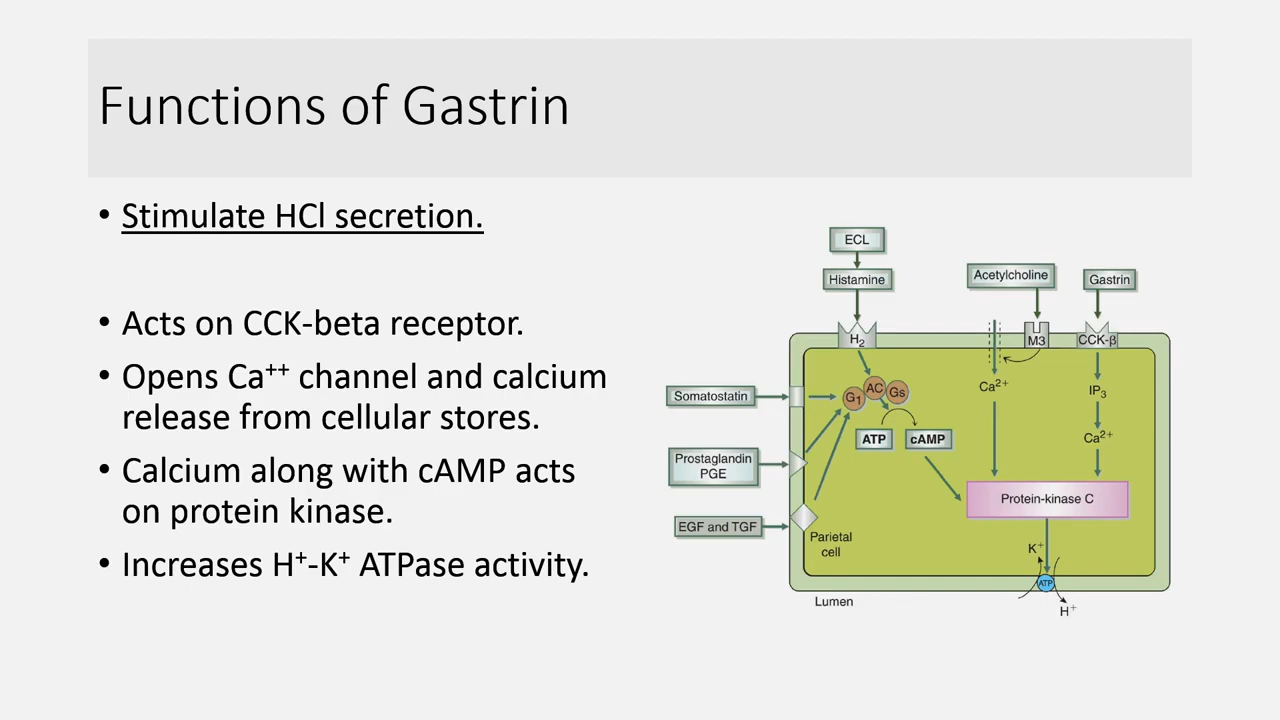 Functions of Gastrin
• Stimulate HCl secretion.
• Acts on CCK-beta receptor.
• Opens Ca⁺⁺ channel and calcium
release from cellular stores.
• Calcium along with cAMP acts
on protein kinase.
• Increases H⁺-K⁺ ATPase activity.
ECL
Histamine
Acetylcholine
Gastrin
H₂
M3
CCK-β
Somatostatin
G₁
AC
Gs
Ca²⁺
IP₃
ATP
cAMP
Ca²⁺
Prostaglandin
PGE
Protein-kinase C
EGF and TGF
Parietal
cell
K⁺
ATP
Lumen
H⁺